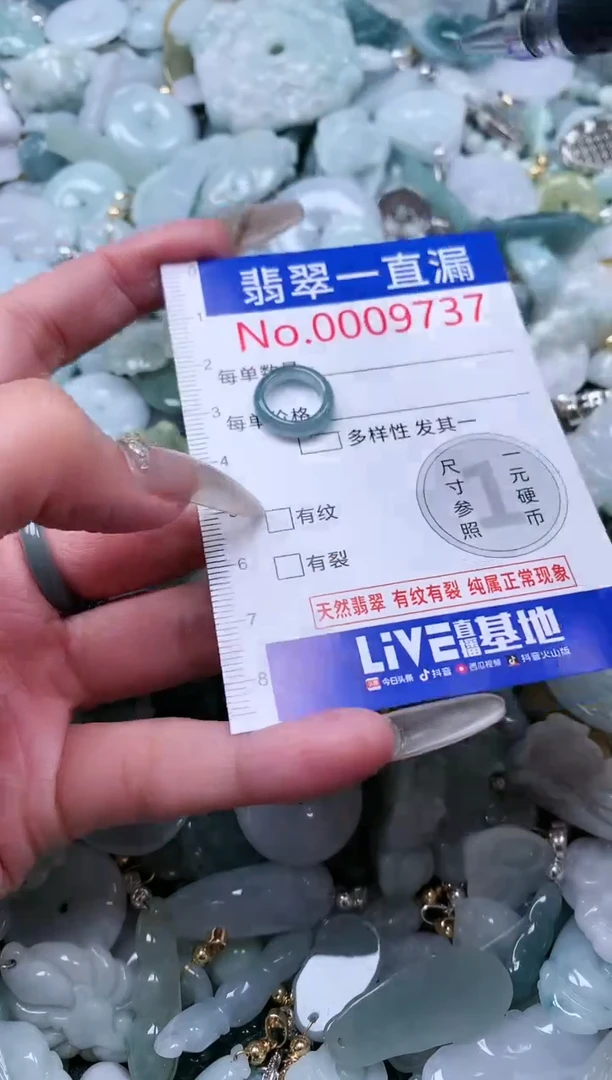 翡翠一直漏
No.0009737
每单数量
每单价格
多样性 发其一
尺寸参照
1
一元硬币
有纹
有裂
天然翡翠 有纹有裂 纯属正常现象
LiVE直播基地
今日头条 抖音 西瓜视频 抖音火山版
0
1
2
3
4
5
6
7
8